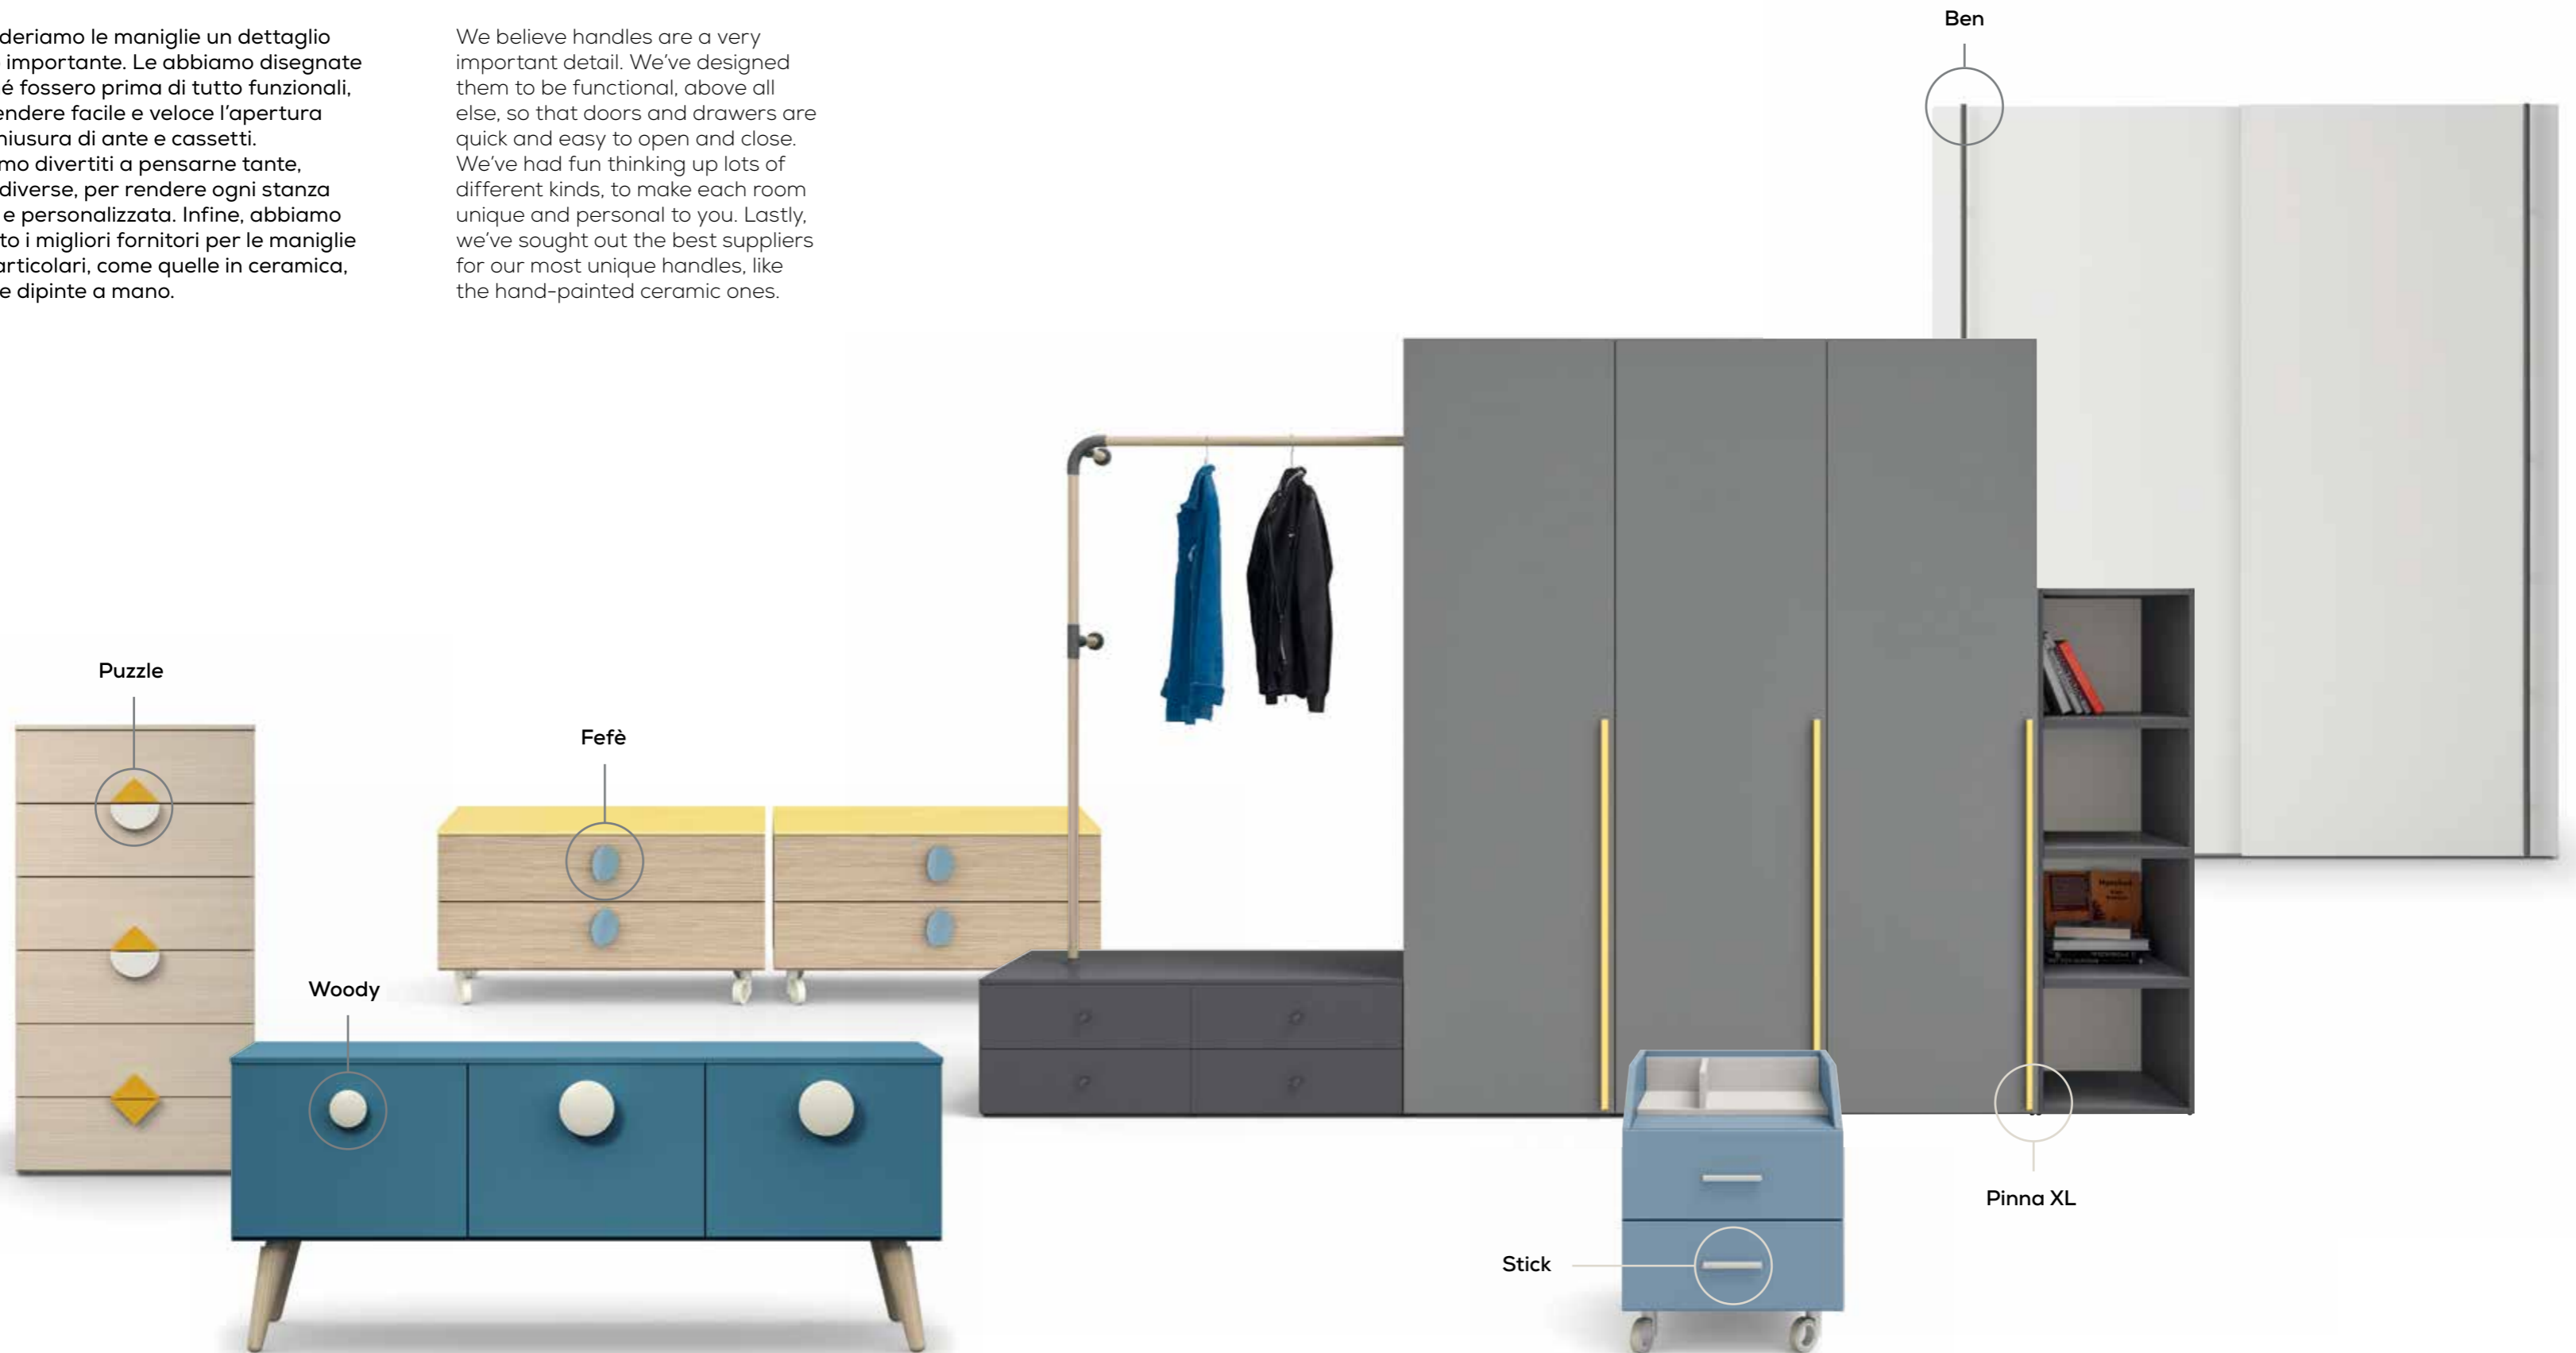 deriamo le maniglie un dettaglio
importante. Le abbiamo disegnate
é fossero prima di tutto funzionali,
endere facile e veloce l'apertura
hiusura di ante e cassetti.
mo divertiti a pensarne tante,
diverse, per rendere ogni stanza
e personalizzata. Infine, abbiamo
to i migliori fornitori per le maniglie
articolari, come quelle in ceramica,
e dipinte a mano.
We believe handles are a very
important detail. We've designed
them to be functional, above all
else, so that doors and drawers are
quick and easy to open and close.
We've had fun thinking up lots of
different kinds, to make each room
unique and personal to you. Lastly,
we've sought out the best suppliers
for our most unique handles, like
the hand-painted ceramic ones.
Ben
Puzzle
Fefè
Woody
Pinna XL
Stick